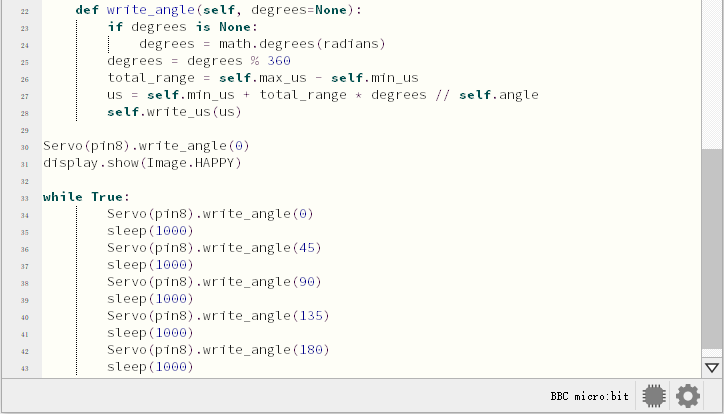 22 def write_angle(self, degrees=None):
23 if degrees is None:
24 degrees = math.degrees(radians)
25 degrees = degrees % 360
26 total_range = self.max_us - self.min_us
27 us = self.min_us + total_range * degrees // self.angle
28 self.write_us(us)
29
30 Servo(pin8).write_angle(0)
31 display.show(Image.HAPPY)
32
33 while True:
34 Servo(pin8).write_angle(0)
35 sleep(1000)
36 Servo(pin8).write_angle(45)
37 sleep(1000)
38 Servo(pin8).write_angle(90)
39 sleep(1000)
40 Servo(pin8).write_angle(135)
41 sleep(1000)
42 Servo(pin8).write_angle(180)
43 sleep(1000)
BBC micro:bit